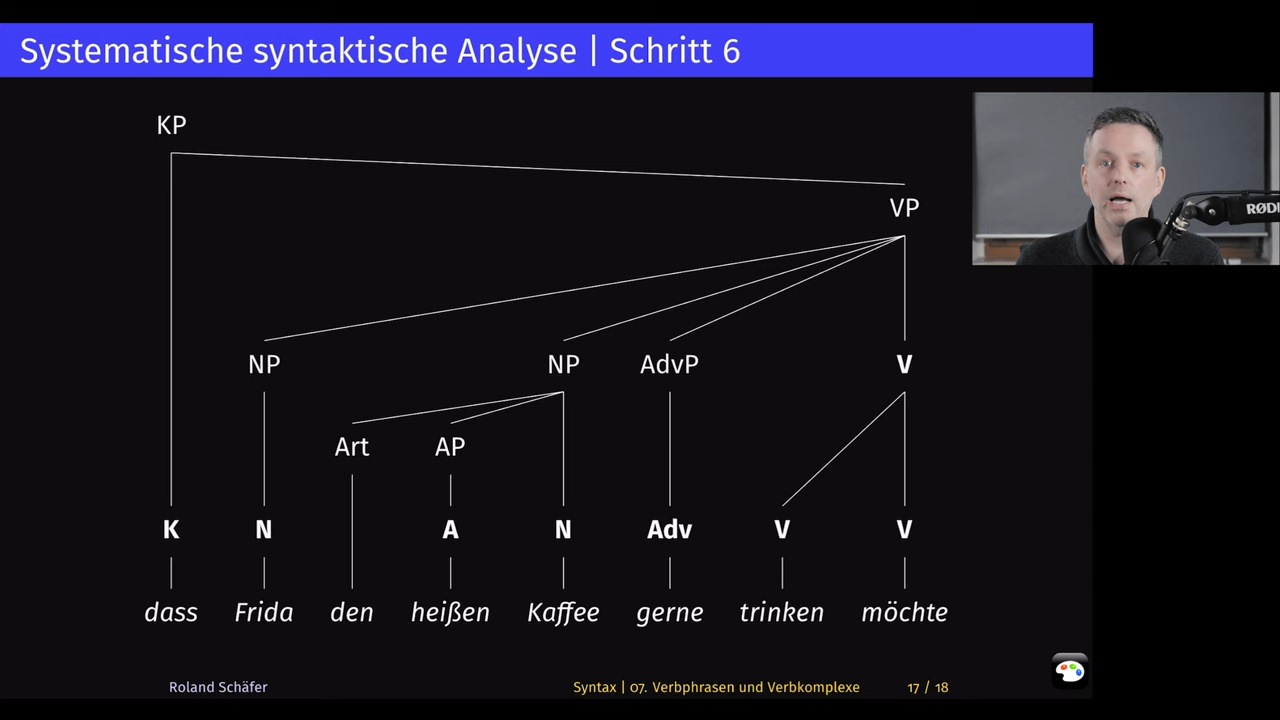 Systematische syntaktische Analyse | Schritt 6
KP
VP
NP NP AdvP V
Art AP
K N A N Adv V V
dass Frida den heißen Kaffee gerne trinken möchte
RØDE
Roland Schäfer Syntax | 07. Verbphrasen und Verbkomplexe 17 / 18